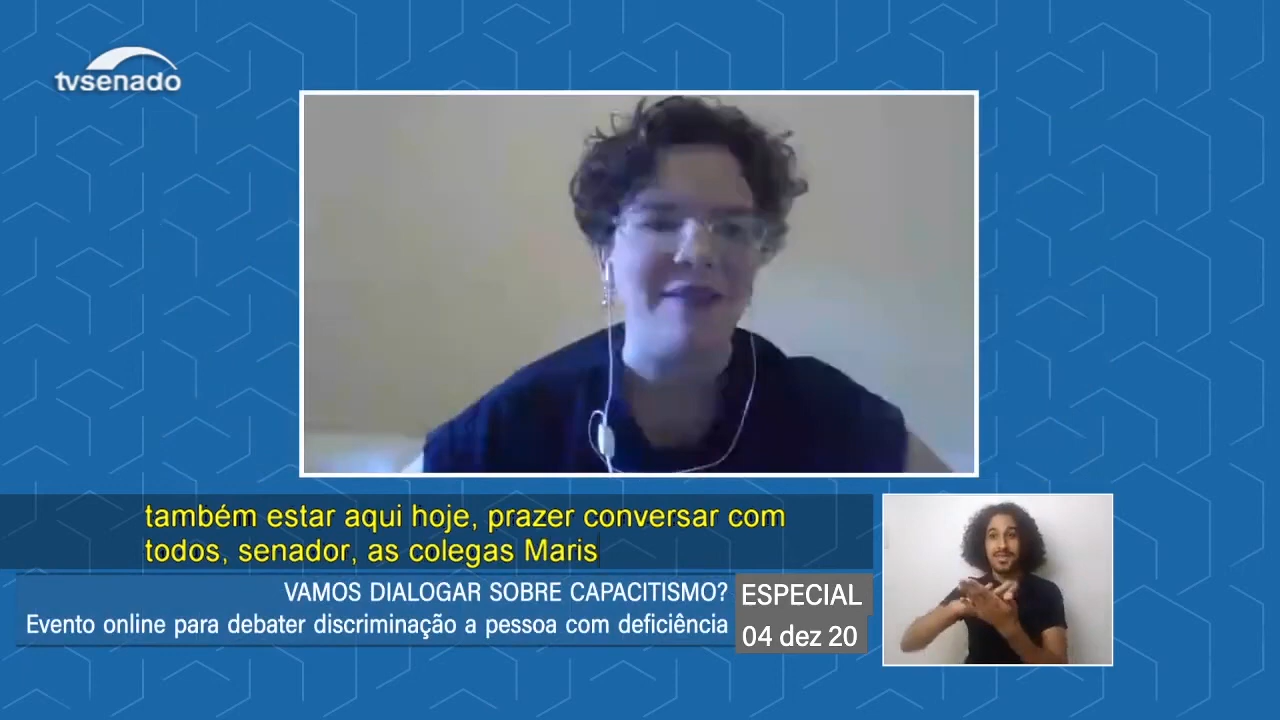 tvsenado
também estar aqui hoje, prazer conversar com
todos, senador, as colegas Maris
VAMOS DIALOGAR SOBRE CAPACITISMO?
Evento online para debater discriminação a pessoa com deficiência
ESPECIAL
04 dez 20